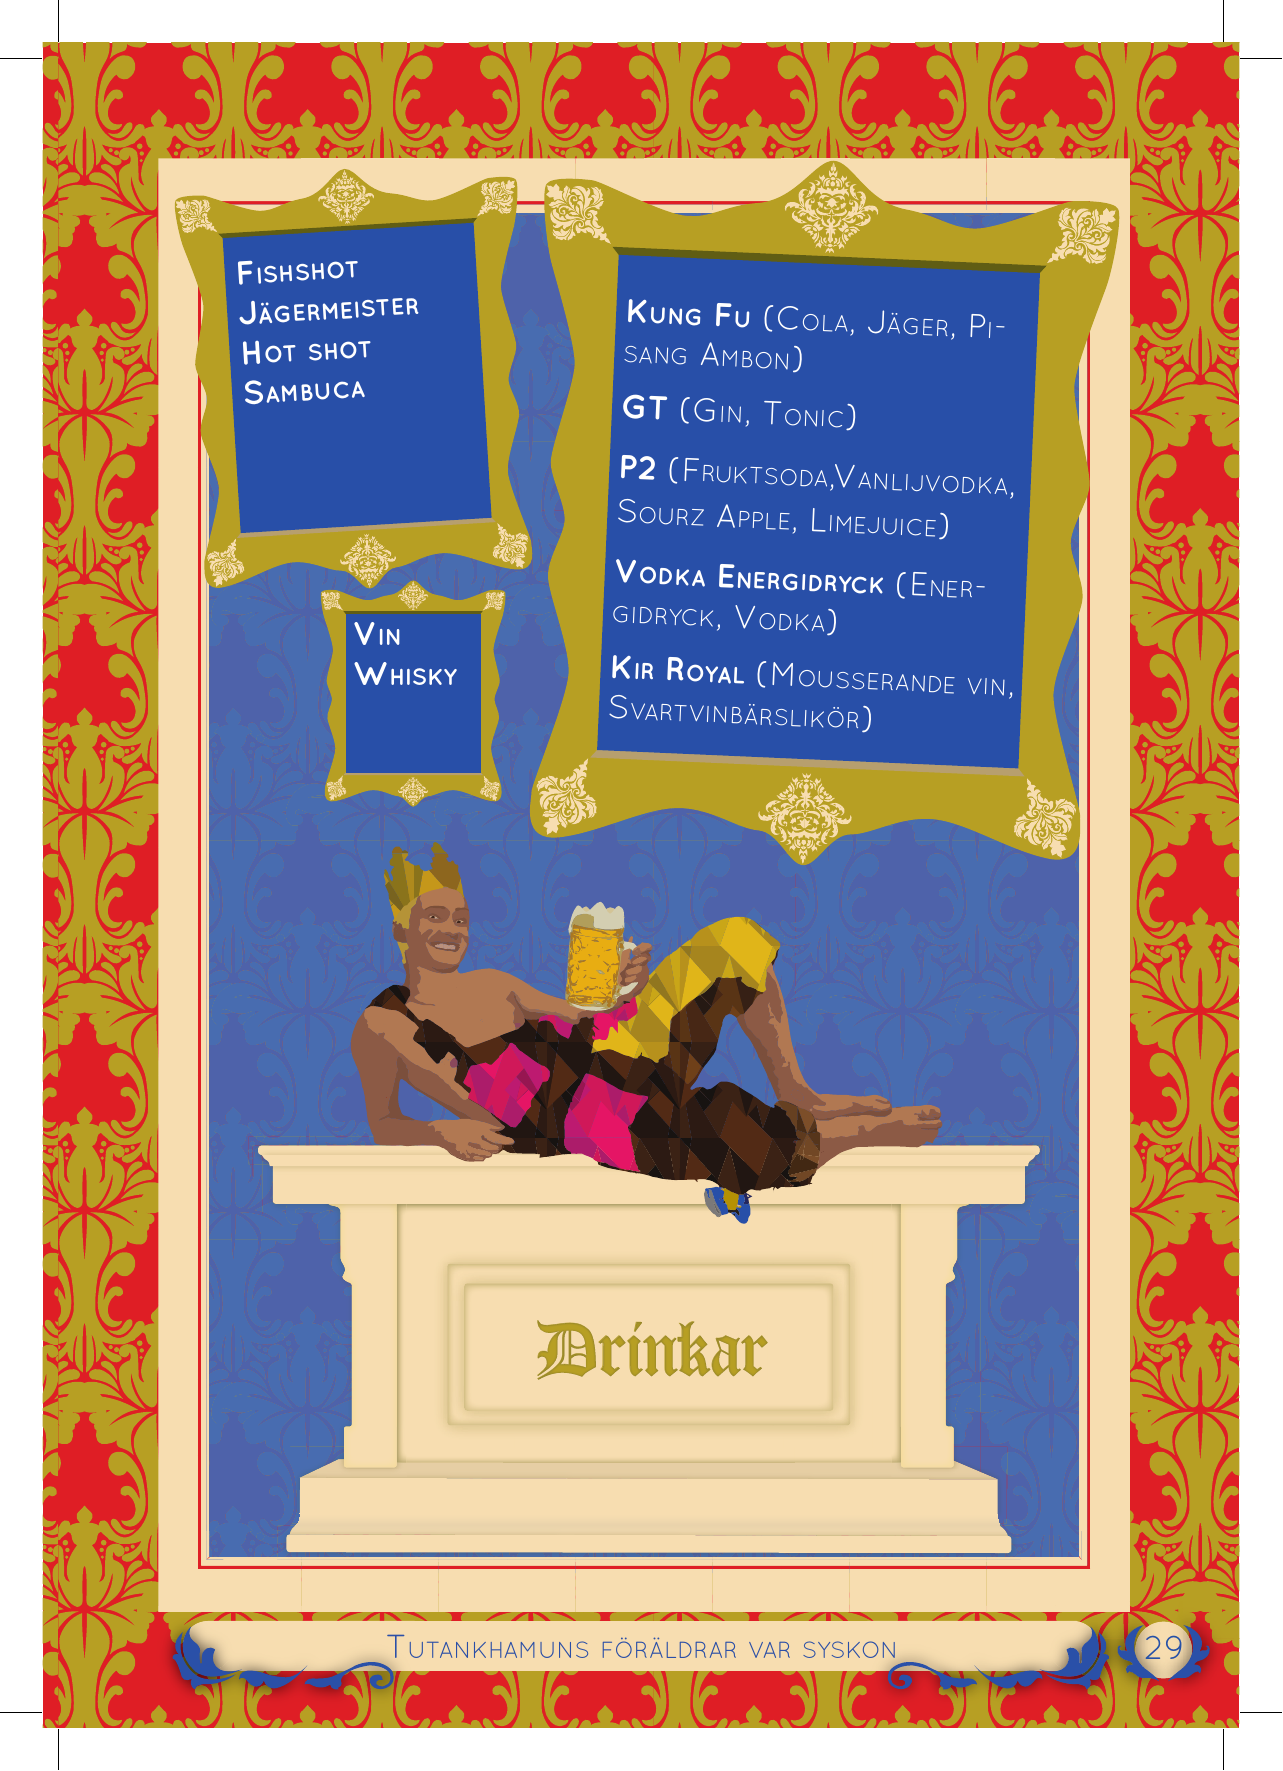 Fishshot
Jägermeister
Hot shot
Sambuca
Vin
Whisky
Kung Fu (Cola, Jäger, Pi-
sang Ambon)
GT (Gin, Tonic)
P2 (Fruktsoda,Vanlijvodka,
Sourz Apple, Limejuice)
Vodka Energidryck (Ener-
gidryck, Vodka)
Kir Royal (Mousserande vin,
Svartvinbärslikör)
Drinkar
Tutankhamuns föräldrar var syskon
29